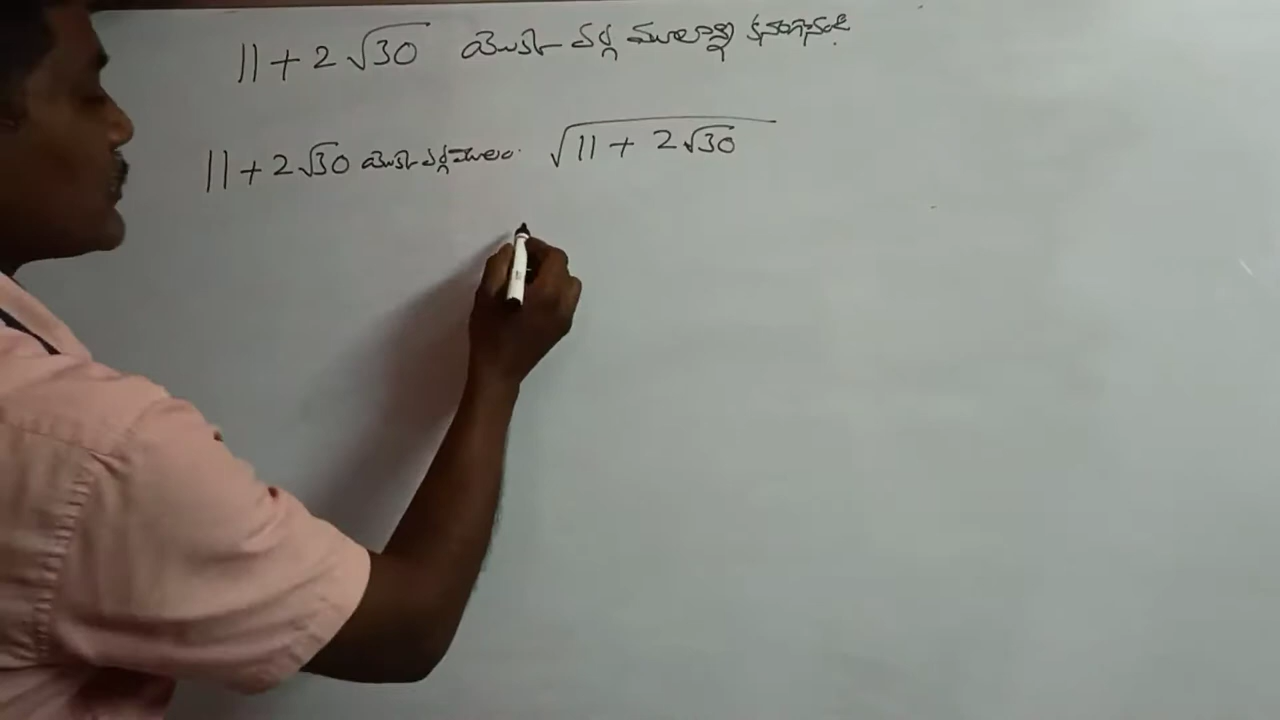 11 + 2√30 యొక్క వర్గ మూలాన్ని కనుగొనండి.
11 + 2√30 యొక్క వర్గమూలం √(11 + 2√30)